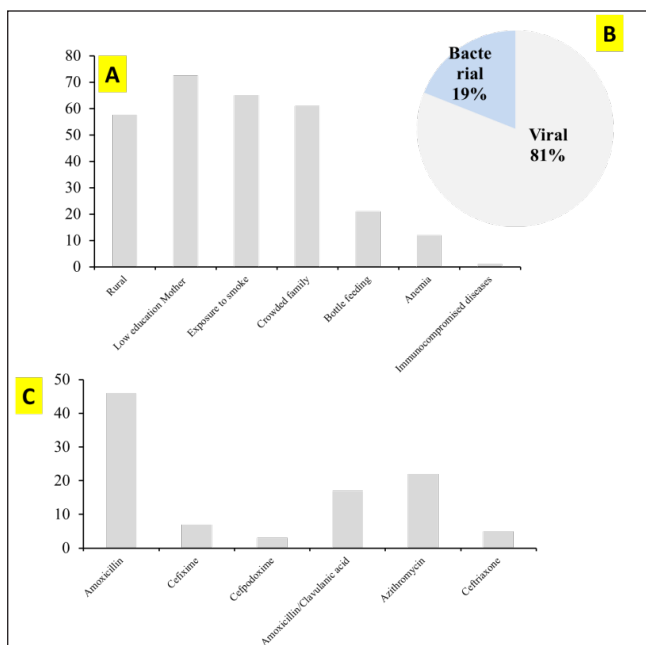 A
80
70
60
50
40
30
20
10
0
Rural
Low education Mother
Exposure to smoke
Crowded family
Bottle feeding
Anemia
Immunocompromised diseases
B
Bacte
rial
19%
Viral
81%
C
50
40
30
20
10
0
Amoxicillin
Cefixime
Cefpodoxime
Amoxicillin/Clavulanic acid
Azithromycin
Ceftriaxone